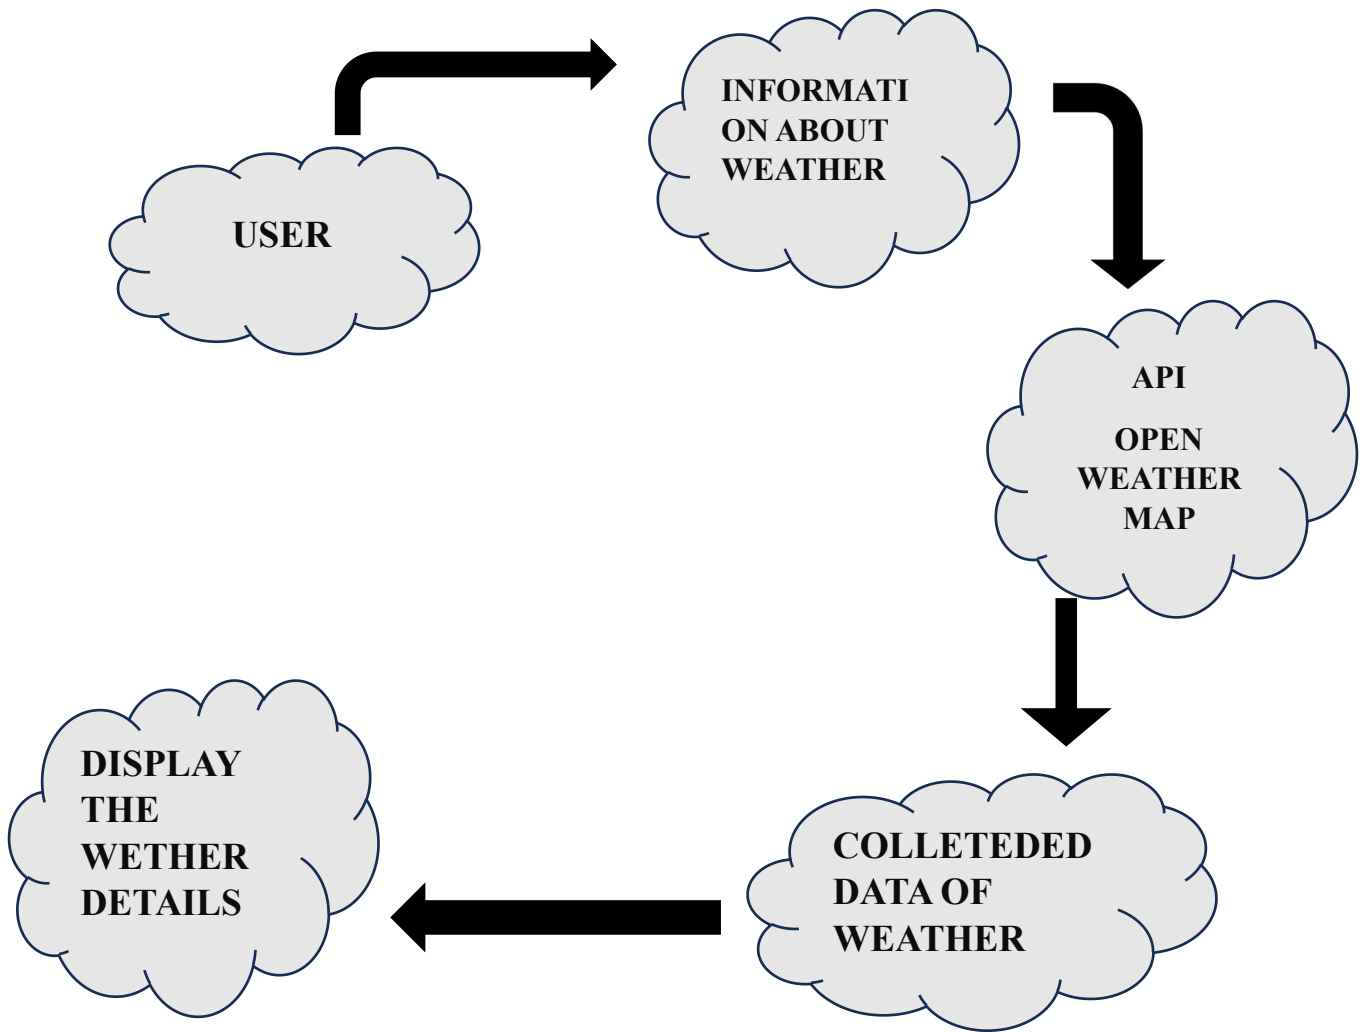 USER
INFORMATI
ON ABOUT
WEATHER
API
OPEN
WEATHER
MAP
COLLETEDED
DATA OF
WEATHER
DISPLAY
THE
WETHER
DETAILS